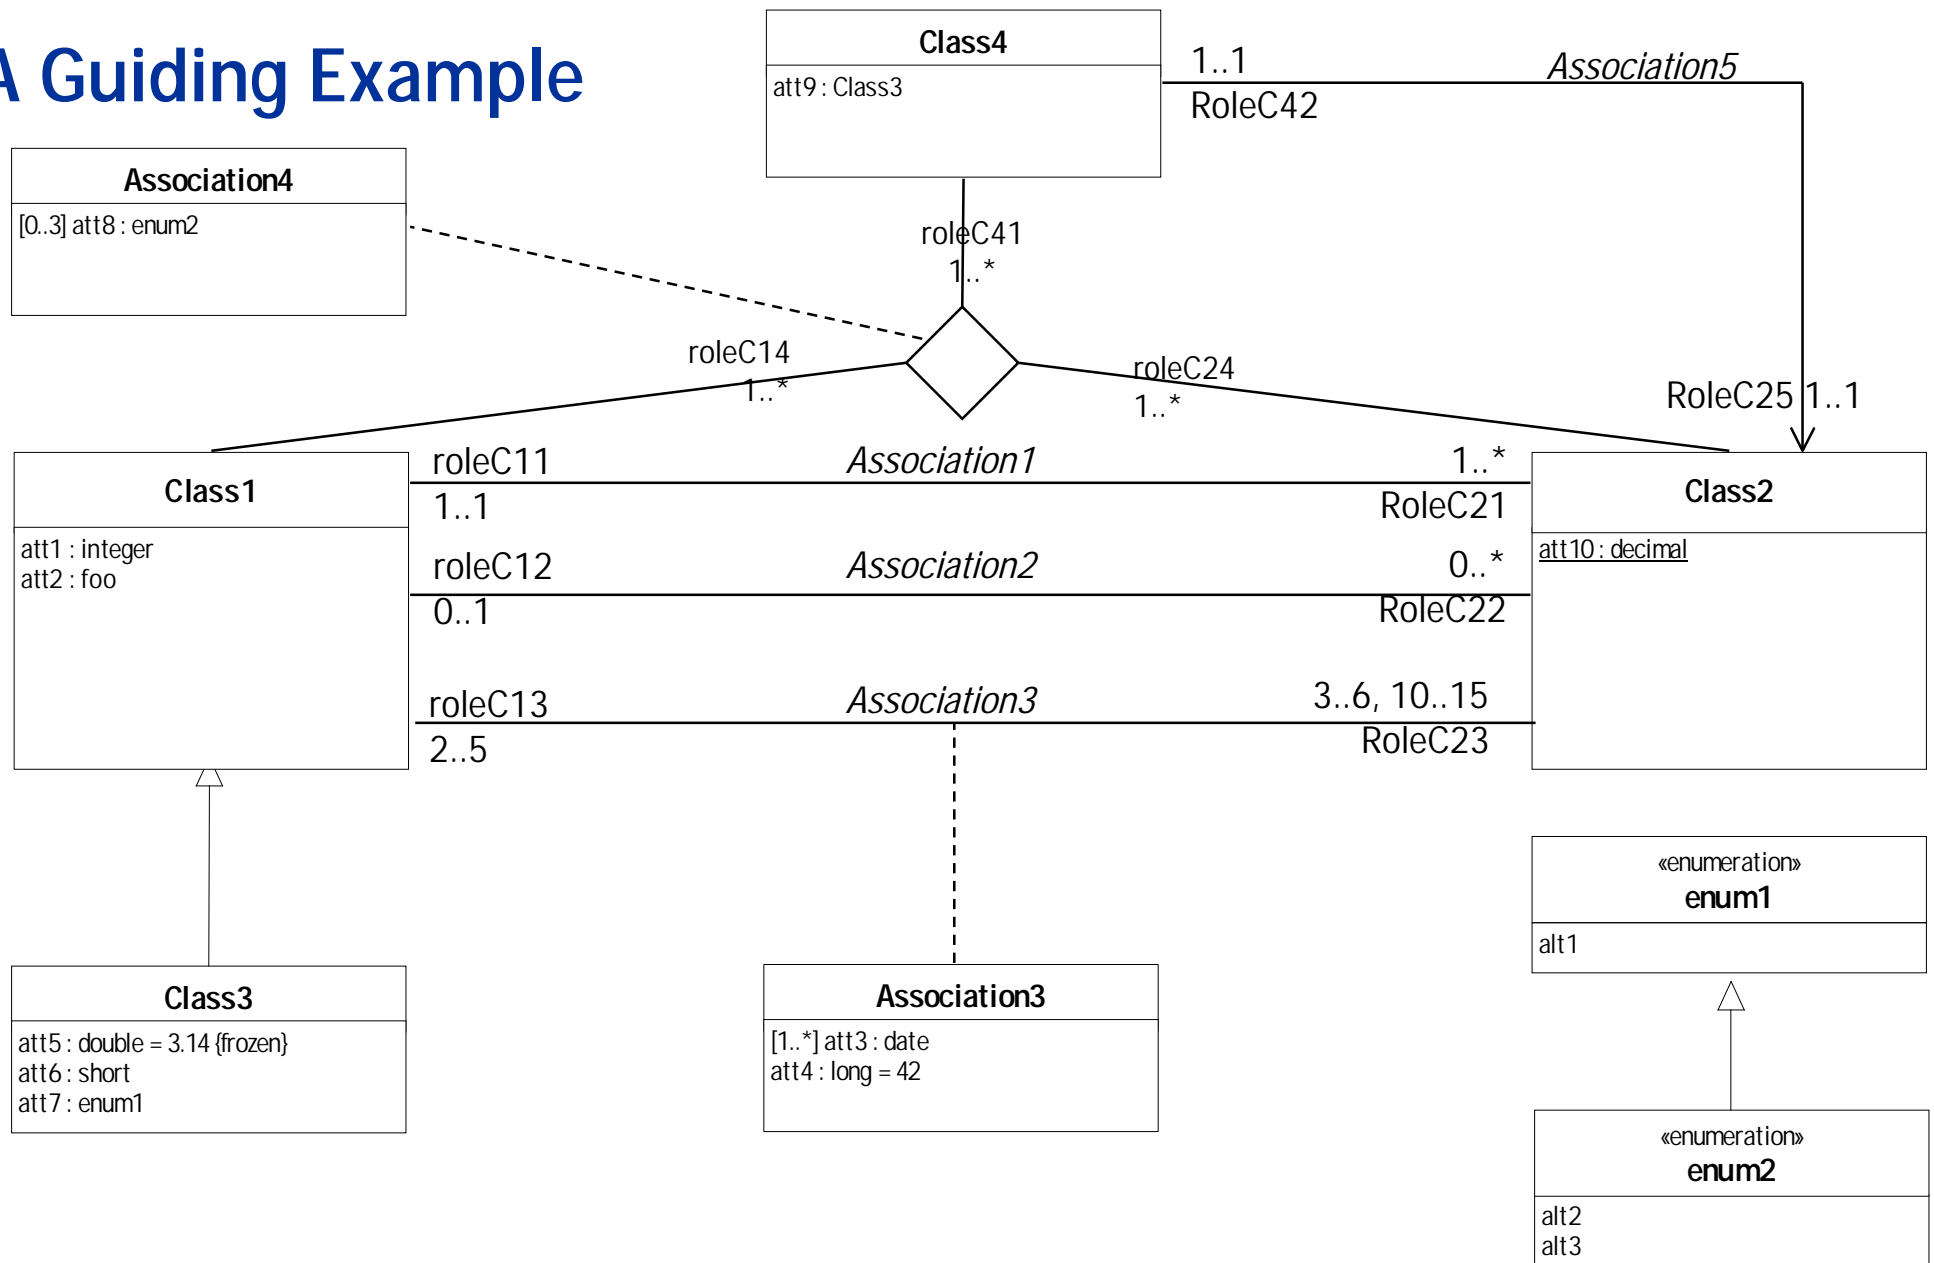 A Guiding Example
Class4
att9 : Class3
1..1
RoleC42
Association5
Association4
[0..3] att8 : enum2
roleC41
1..*
roleC14
1..*
roleC24
1..*
RoleC25 1..1
Class1
att1 : integer
att2 : foo
roleC11
1..1
Association1
1..*
RoleC21
roleC12
0..1
Association2
0..*
RoleC22
roleC13
2..5
Association3
3..6, 10..15
RoleC23
Class2
att10 : decimal
Class3
att5 : double = 3.14 {frozen}
att6 : short
att7 : enum1
Association3
[1..*] att3 : date
att4 : long = 42
«enumeration»
enum1
alt1
«enumeration»
enum2
alt2
alt3